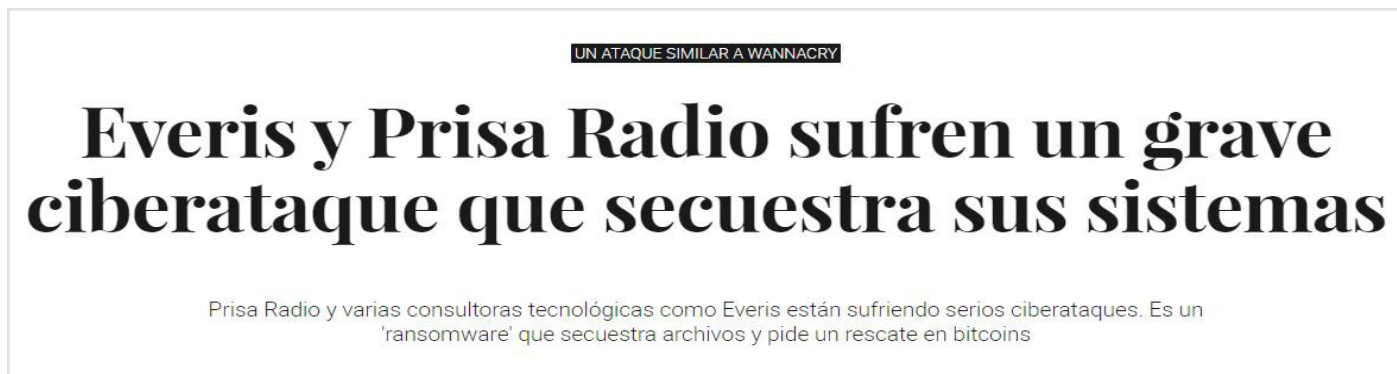 UN ATAQUE SIMILAR A WANNACRY
Everis y Prisa Radio sufren un grave
ciberataque que secuestra sus sistemas
Prisa Radio y varias consultoras tecnológicas como Everis están sufriendo serios ciberataques. Es un
'ransomware' que secuestra archivos y pide un rescate en bitcoins